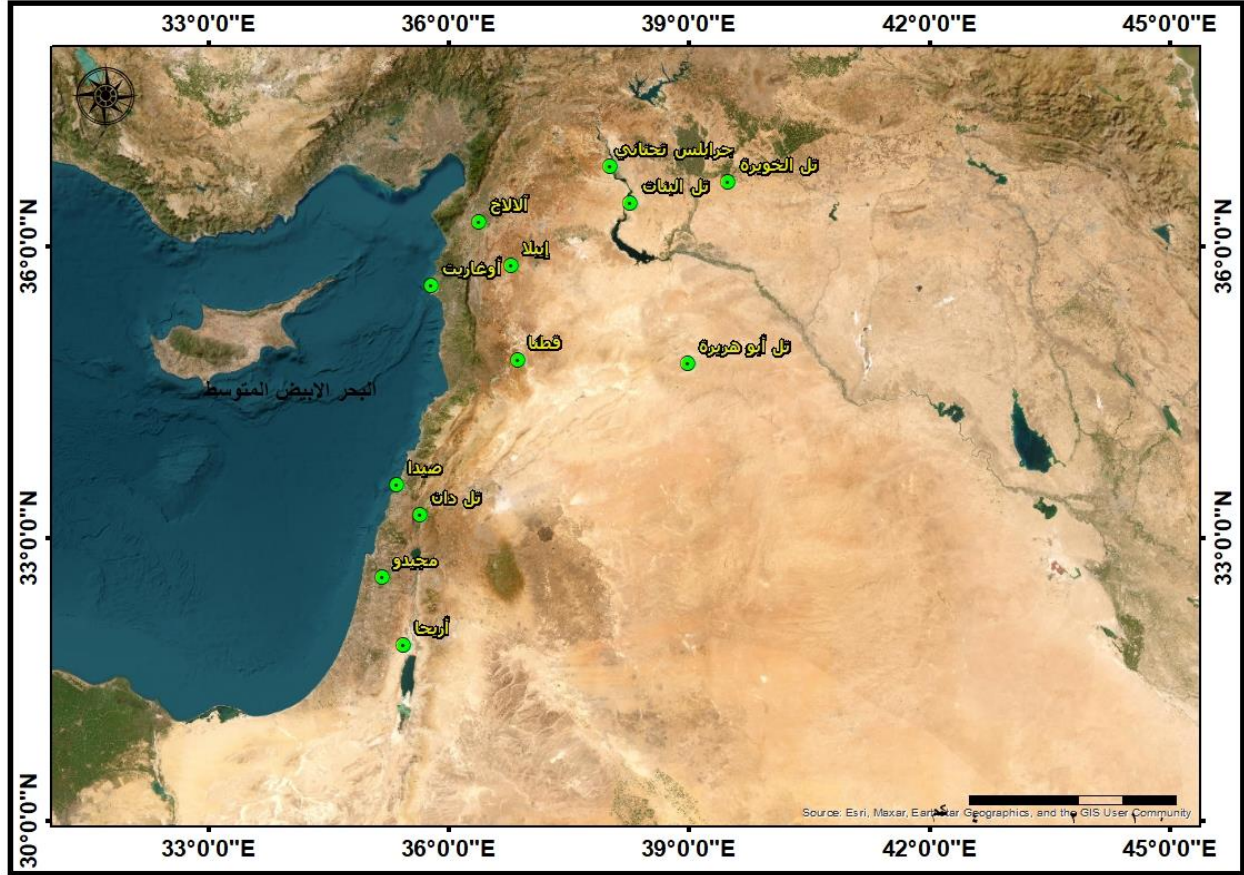 33°0'0"E 36°0'0"E 39°0'0"E 42°0'0"E 45°0'0"E
جرابلس تحتاني
تل الخويرة
تل البنات
آلالاخ
إيبلا
أوغاريت
36°0'0"N 36°0'0"N
قطنا
تل أبو هريرة
البحر الابيض المتوسط
صيدا
تل دان
33°0'0"N 33°0'0"N
مجيدو
أريحا
Source: Esri, Maxar, Earthstar Geographics, and the GIS User Community
30°0'0"N 30°0'0"N
33°0'0"E 36°0'0"E 39°0'0"E 42°0'0"E 45°0'0"E